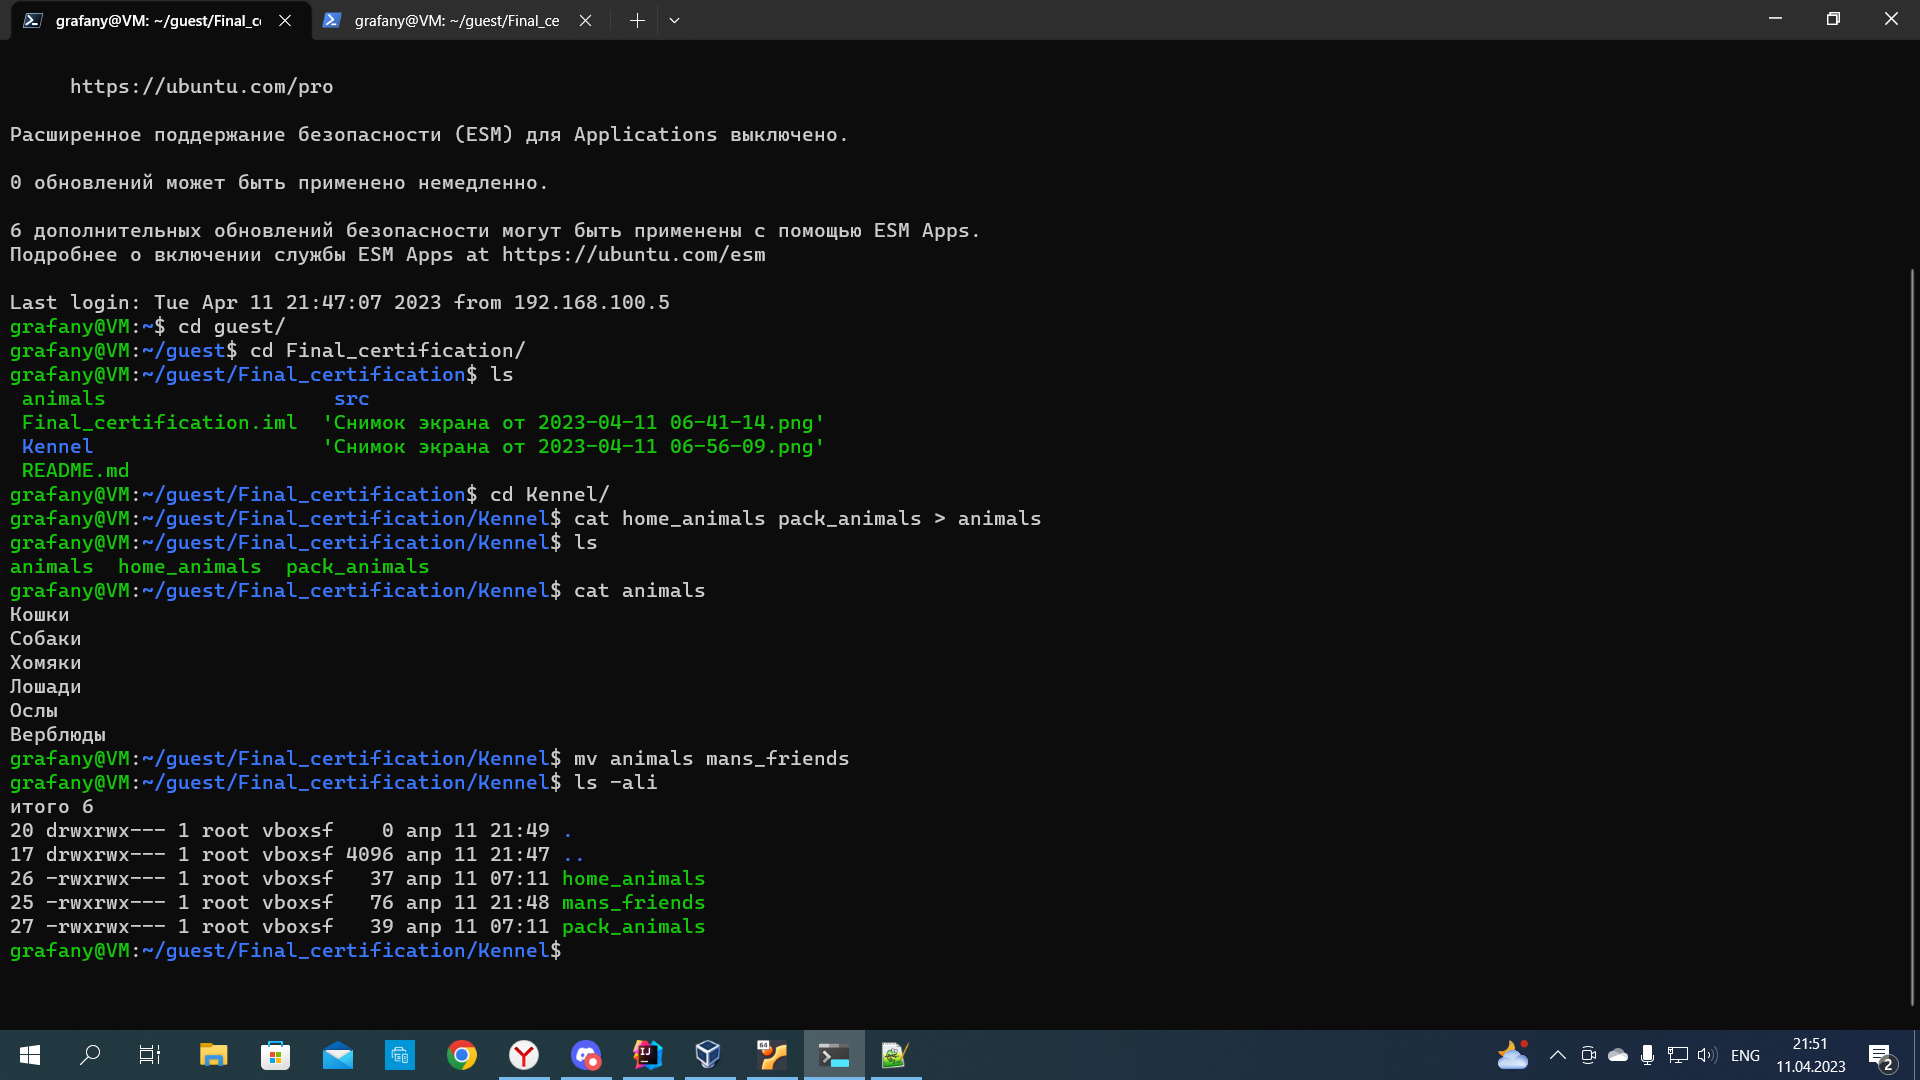 grafany@VM: ~/guest/Final_c
grafany@VM: ~/guest/Final_ce
https://ubuntu.com/pro
Расширенное поддержание безопасности (ESM) для Applications выключено.
0 обновлений может быть применено немедленно.
6 дополнительных обновлений безопасности могут быть применены с помощью ESM Apps.
Подробнее о включении службы ESM Apps at https://ubuntu.com/esm
Last login: Tue Apr 11 21:47:07 2023 from 192.168.100.5
grafany@VM:~$ cd guest/
grafany@VM:~/guest$ cd Final_certification/
grafany@VM:~/guest/Final_certification$ ls
animals src
Final_certification.iml 'Снимок экрана от 2023-04-11 06-41-14.png'
Kennel 'Снимок экрана от 2023-04-11 06-56-09.png'
README.md
grafany@VM:~/guest/Final_certification$ cd Kennel/
grafany@VM:~/guest/Final_certification/Kennel$ cat home_animals pack_animals > animals
grafany@VM:~/guest/Final_certification/Kennel$ ls
animals home_animals pack_animals
grafany@VM:~/guest/Final_certification/Kennel$ cat animals
Кошки
Собаки
Хомяки
Лошади
Ослы
Верблюды
grafany@VM:~/guest/Final_certification/Kennel$ mv animals mans_friends
grafany@VM:~/guest/Final_certification/Kennel$ ls -ali
итого 6
20 drwxrwx--- 1 root vboxsf 0 апр 11 21:49 .
17 drwxrwx--- 1 root vboxsf 4096 апр 11 21:47 ..
26 -rwxrwx--- 1 root vboxsf 37 апр 11 07:11 home_animals
25 -rwxrwx--- 1 root vboxsf 76 апр 11 21:48 mans_friends
27 -rwxrwx--- 1 root vboxsf 39 апр 11 07:11 pack_animals
grafany@VM:~/guest/Final_certification/Kennel$
ENG
21:51
11.04.2023
2